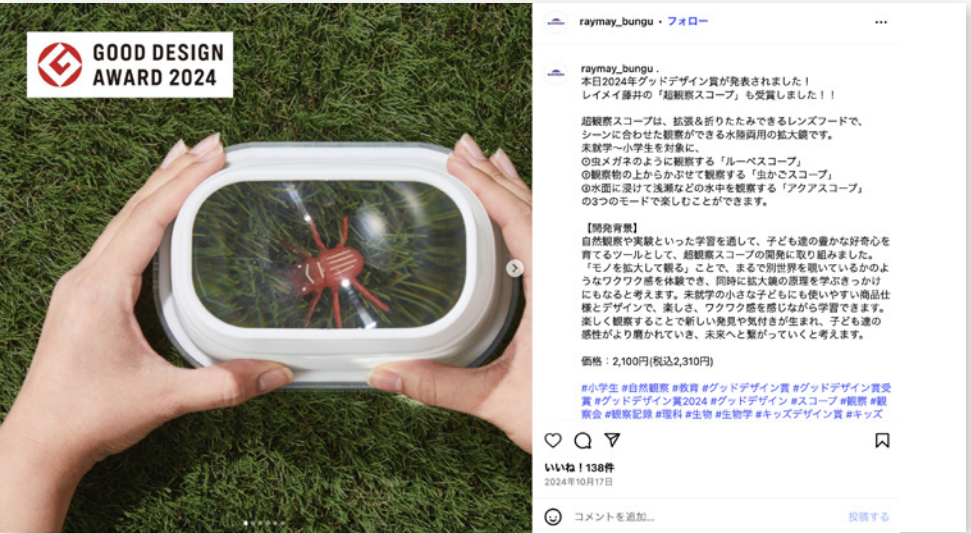 GOOD DESIGN
AWARD 2024
raymay_bungu • フォロー
raymay_bungu .
本日2024年グッドデザイン賞が発表されました！
レイメイ藤井の「超観察スコープ」も受賞しました！！
超観察スコープは、拡張＆折りたたみできるレンズフードで、
シーンに合わせた観察ができる水陸両用の拡大鏡です。
未就学〜小学生を対象に、
①虫メガネのように観察する「ルーペスコープ」
②観察物の上からかぶせて観察する「虫かごスコープ」
③水面に浸けて浅瀬などの水中を観察する「アクアスコープ」
の3つのモードで楽しむことができます。
【開発背景】
自然観察や実験といった学習を通して、子ども達の豊かな好奇心を
育てるツールとして、超観察スコープの開発に取り組みました。
「モノを拡大して観る」ことで、まるで別世界を覗いているかのよ
うなワクワク感を体験でき、同時に拡大鏡の原理を学ぶきっかけ
にもなると考えます。未就学の小さな子どもにも使いやすい商品仕
様とデザインで、楽しさ、ワクワク感を感じながら学習できます。
楽しく観察することで新しい発見や気付きが生まれ、子ども達の
感性がより磨かれていき、未来へと繋がっていくと考えます。
価格：2,100円(税込2,310円)
#小学生 #自然観察 #教育 #グッドデザイン賞 #グッドデザイン賞受
賞 #グッドデザイン賞2024 #グッドデザイン #スコープ #観察 #観
察会 #観察記録 #理科 #生物 #生物学 #キッズデザイン賞 #キッズ
いいね！138件
2024年10月17日
コメントを追加...
投稿する